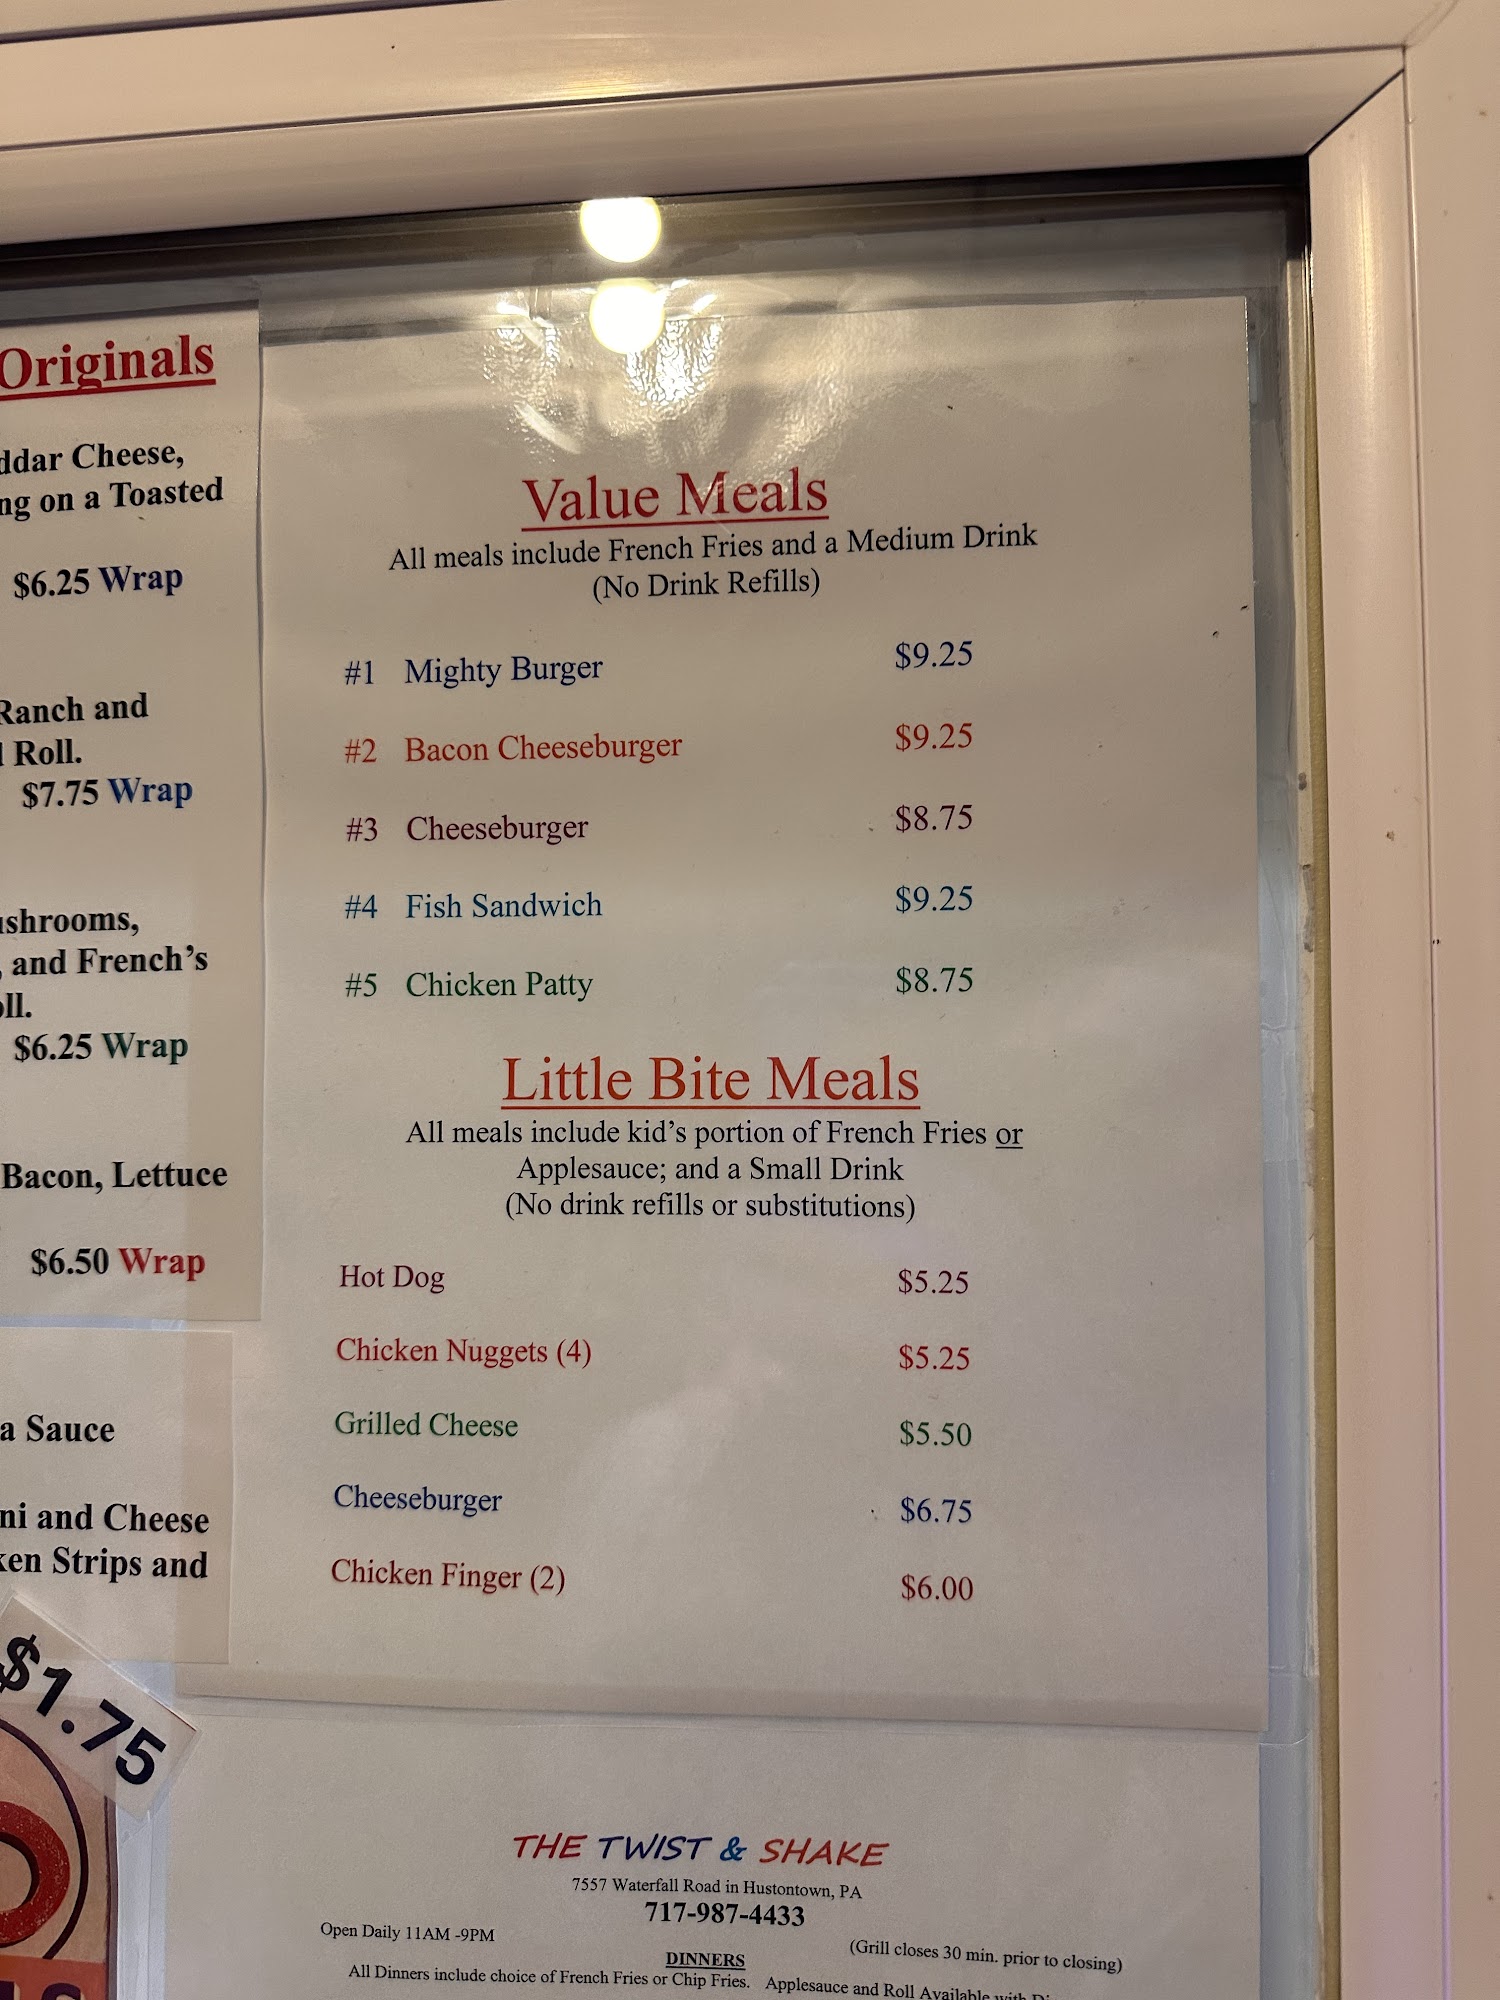 Originals
Cheese,
on a Toasted
$6.25 Wrap
Ranch and
Roll.
$7.75 Wrap
and French's
$6.25 Wrap
Bacon, Lettuce
$6.50 Wrap
Sauce
and Cheese
Strips and
$1.75
Value Meals
All meals include French Fries and a Medium Drink
(No Drink Refills)
#1 Mighty Burger $9.25
#2 Bacon Cheeseburger $9.25
#3 Cheeseburger $8.75
#4 Fish Sandwich $9.25
#5 Chicken Patty $8.75
Little Bite Meals
All meals include kid's portion of French Fries or
Applesauce; and a Small Drink
(No drink refills or substitutions)
Hot Dog $5.25
Chicken Nuggets (4) $5.25
Grilled Cheese $5.50
Cheeseburger $6.75
Chicken Finger (2) $6.00
THE TWIST & SHAKE
7557 Waterfall Road in Hustontown, PA
717-987-4433
Open Daily 11AM -9PM (Grill closes 30 min. prior to closing)
DINNERS
All Dinners include choice of French Fries or Chip Fries. Applesauce and Roll Available with